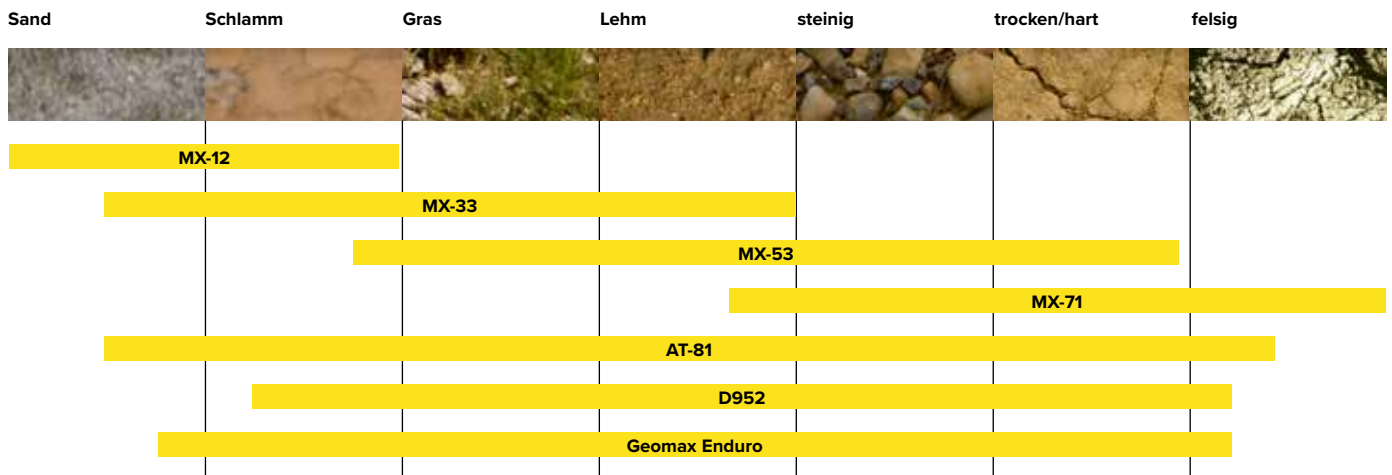 Sand Schlamm Gras Lehm steinig trocken/hart felsig
MX-12
MX-33
MX-53
MX-71
AT-81
D952
Geomax Enduro